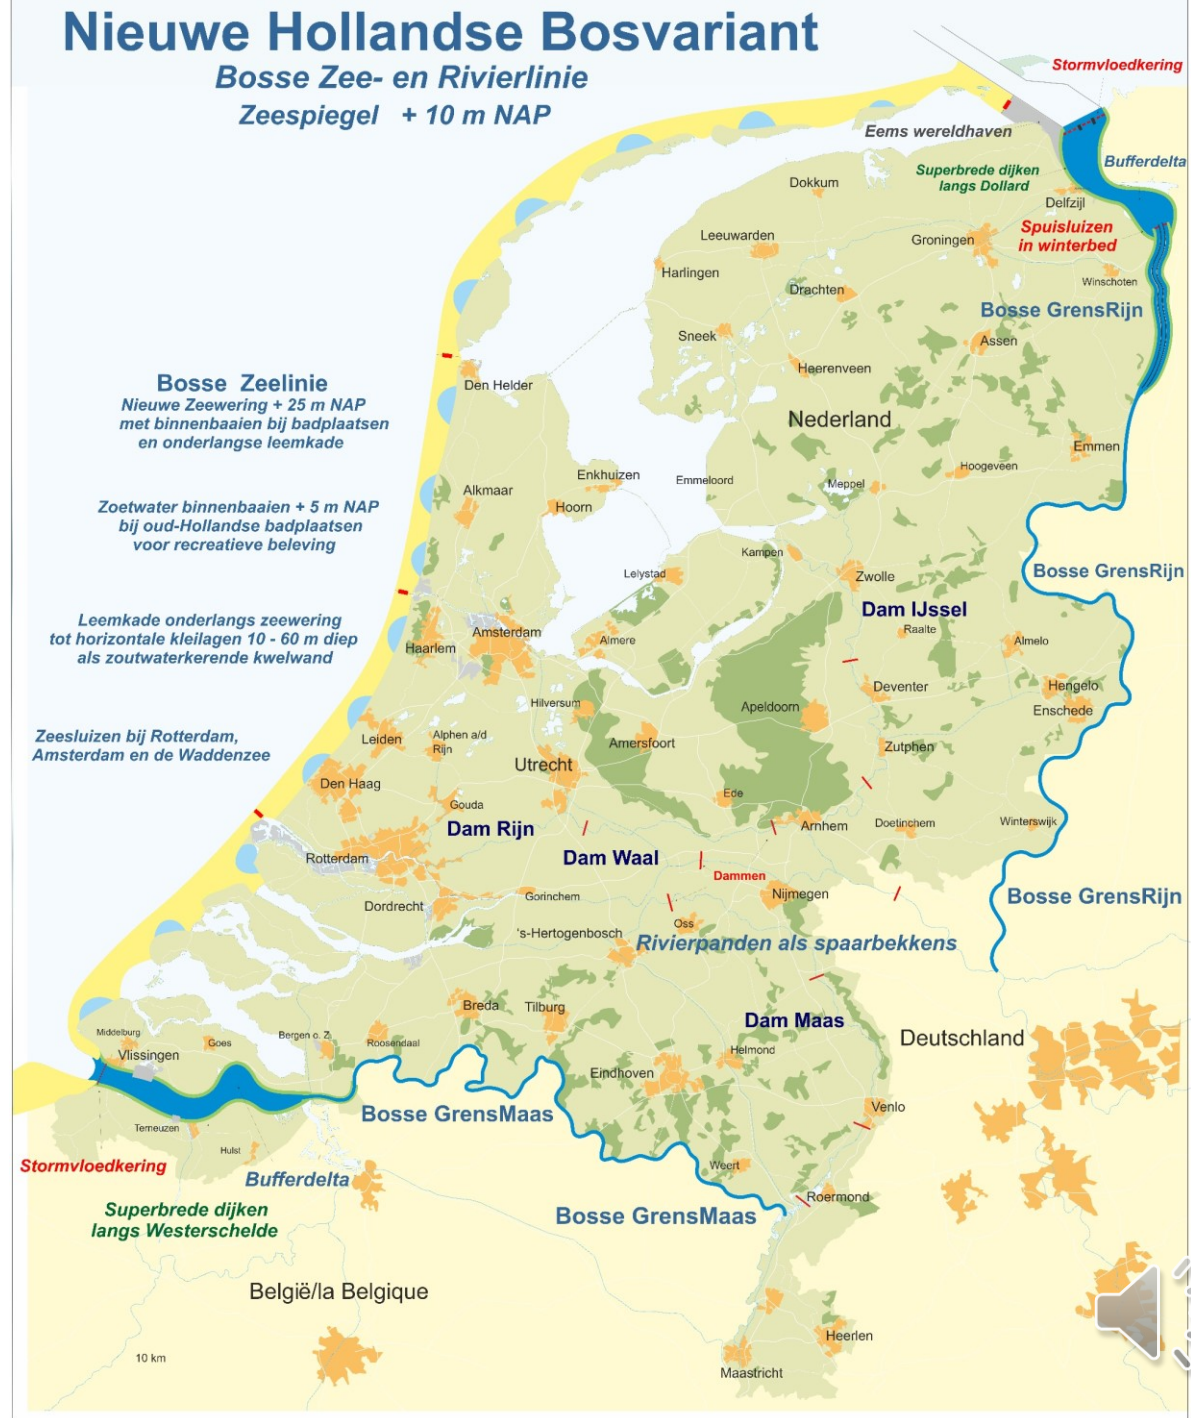 Nieuwe Hollandse Bosvariant
Bosse Zee- en Rivierlinie
Zeespiegel + 10 m NAP
Stormvloedkering
Eems wereldhaven
Bufferdelta
Superbrede dijken
langs Dollard
Dokkum
Delfzijl
Leeuwarden
Groningen
Spuisluizen
in winterbed
Harlingen
Winschoten
Drachten
Bosse GrensRijn
Sneek
Assen
Heerenveen
Den Helder
Bosse Zeelinie
Nieuwe Zeewering + 25 m NAP
met binnenbaaien bij badplaatsen
en onderlangse leemkade
Nederland
Emmen
Hoogeveen
Enkhuizen
Emmeloord
Meppel
Alkmaar
Hoorn
Zoetwater binnenbaaien + 5 m NAP
bij oud-Hollandse badplaatsen
voor recreatieve beleving
Kampen
Lelystad
Zwolle
Bosse GrensRijn
Dam IJssel
Raalte
Leemkade onderlangs zeewering
tot horizontale kleilagen 10 - 60 m diep
als zoutwaterkerende kwelwand
Amsterdam
Almere
Almelo
Haarlem
Deventer
Hengelo
Hilversum
Apeldoorn
Enschede
Zeesluizen bij Rotterdam,
Amsterdam en de Waddenzee
Leiden
Alphen a/d
Rijn
Amersfoort
Zutphen
Utrecht
Den Haag
Ede
Gouda
Dam Rijn
Arnhem
Doetinchem
Winterswijk
Rotterdam
Dam Waal
Dammen
Nijmegen
Bosse GrensRijn
Gorinchem
Dordrecht
Oss
's-Hertogenbosch
Rivierpanden als spaarbekkens
Breda
Tilburg
Dam Maas
Middelburg
Goes
Bergen o. Z.
Roosendaal
Vlissingen
Helmond
Deutschland
Eindhoven
Bosse GrensMaas
Venlo
Terneuzen
Hulst
Stormvloedkering
Bufferdelta
Weert
Roermond
Superbrede dijken
langs Westerschelde
Bosse GrensMaas
België/la Belgique
Heerlen
10 km
Maastricht